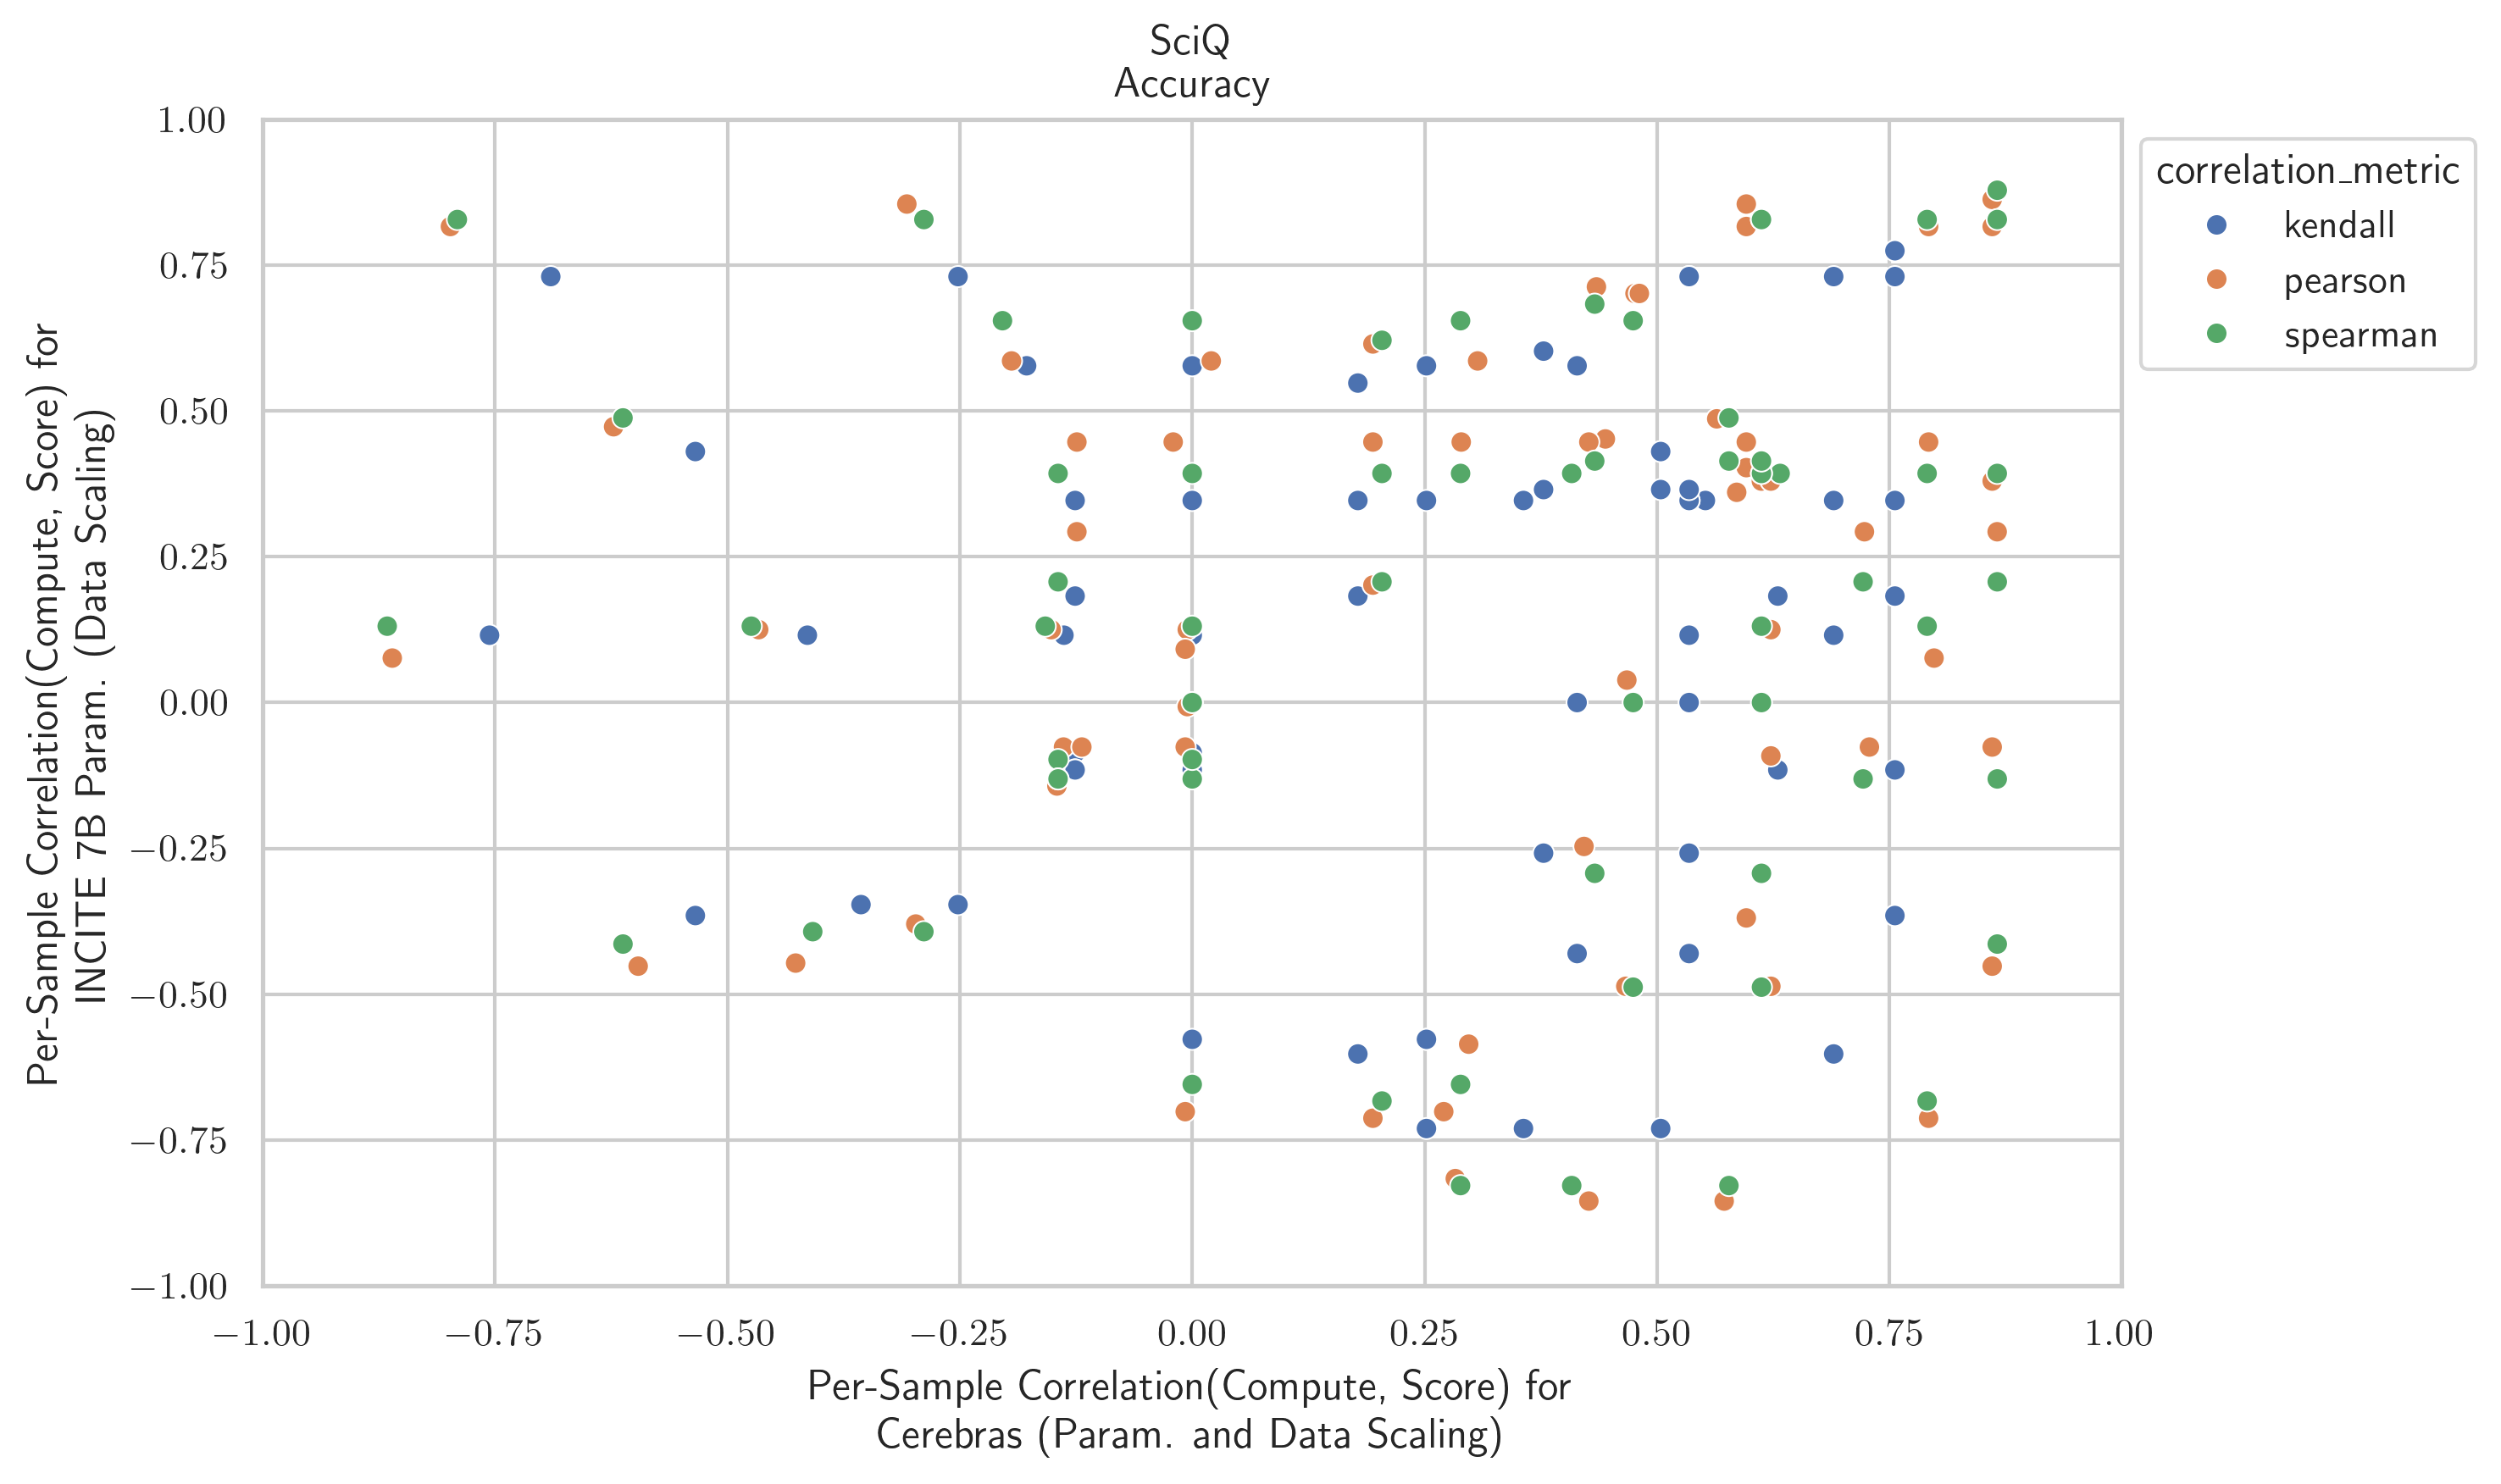 SciQ
Accuracy
1.00
0.75
0.50
0.25
0.00
−0.25
−0.50
−0.75
−1.00
Per-Sample Correlation(Compute, Score) for
INCITE 7B Param. (Data Scaling)
−1.00 −0.75 −0.50 −0.25 0.00 0.25 0.50 0.75 1.00
Per-Sample Correlation(Compute, Score) for
Cerebras (Param. and Data Scaling)
correlation_metric
kendall
pearson
spearman